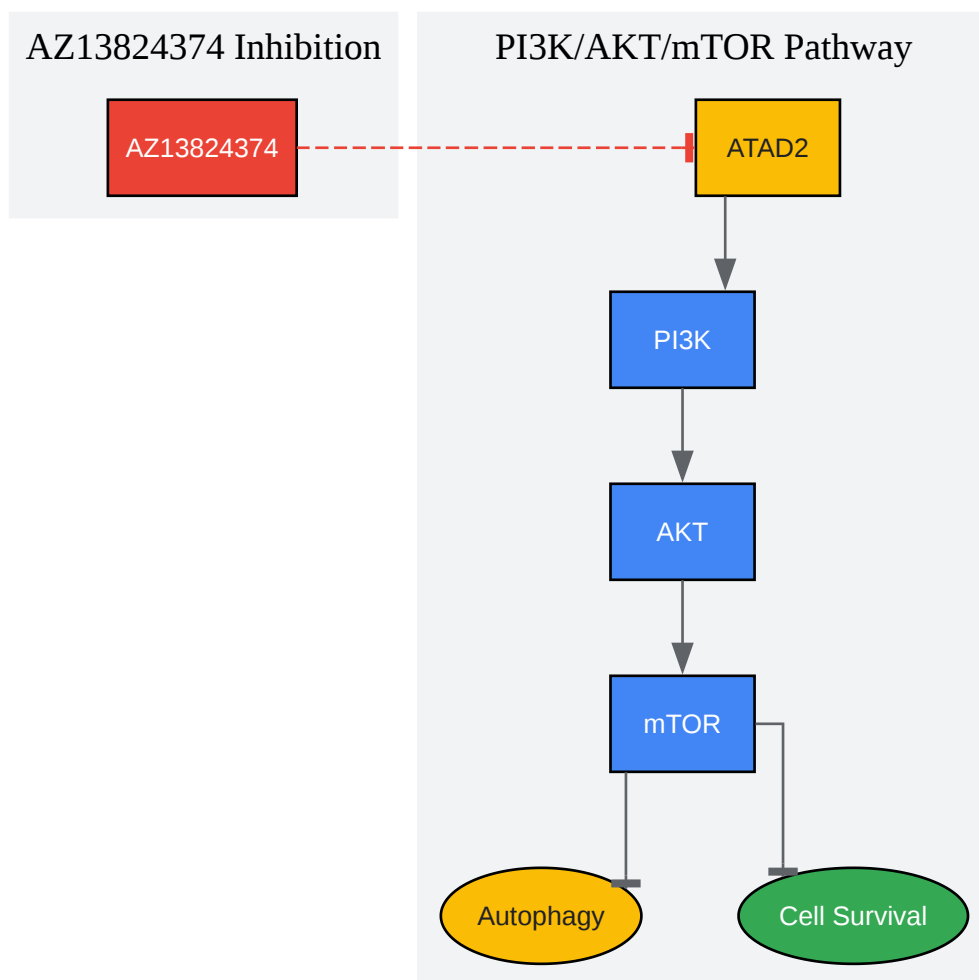 AZ13824374 Inhibition
PI3K/AKT/mTOR Pathway
AZ13824374
ATAD2
PI3K
AKT
mTOR
Autophagy
Cell Survival